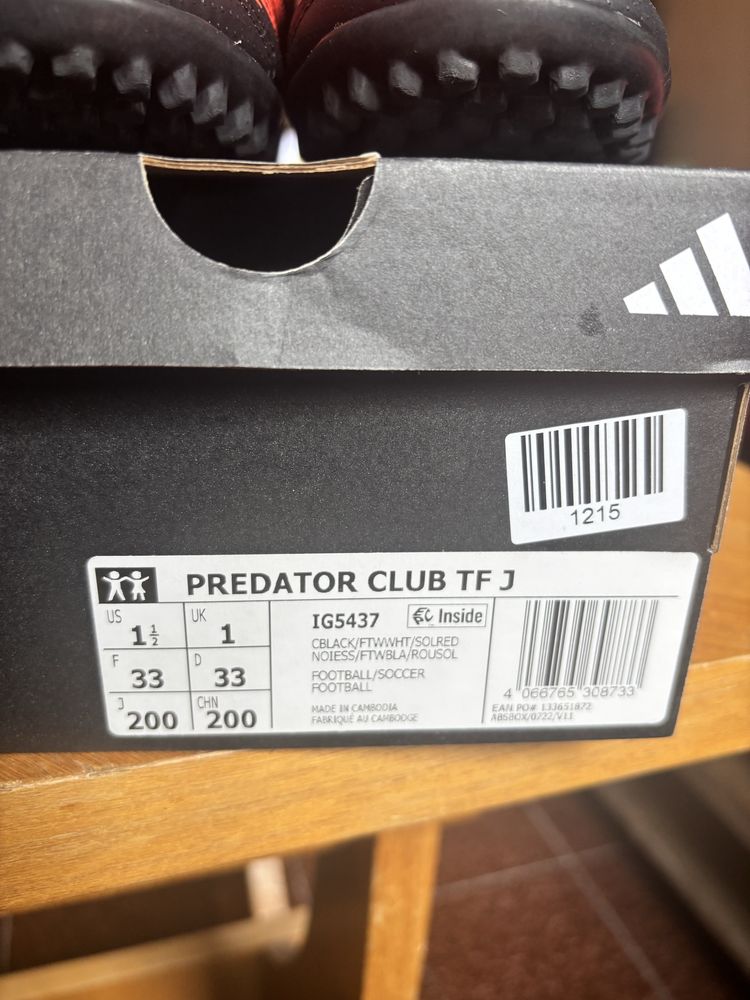 1215
PREDATOR CLUB TF J
US 1 1/2 UK 1
F 33 D 33
J 200 CHN 200
IG5437 Inside
CBLACK/FTWWHT/SOLRED
NOIESS/FTWBLA/ROUSOL
FOOTBALL/SOCCER
FOOTBALL
MADE IN CAMBODIA
FABRIQUÉ AU CAMBODGE
4 066765 308733
EAN PO# 133651872
ABSBOX/0722/V11